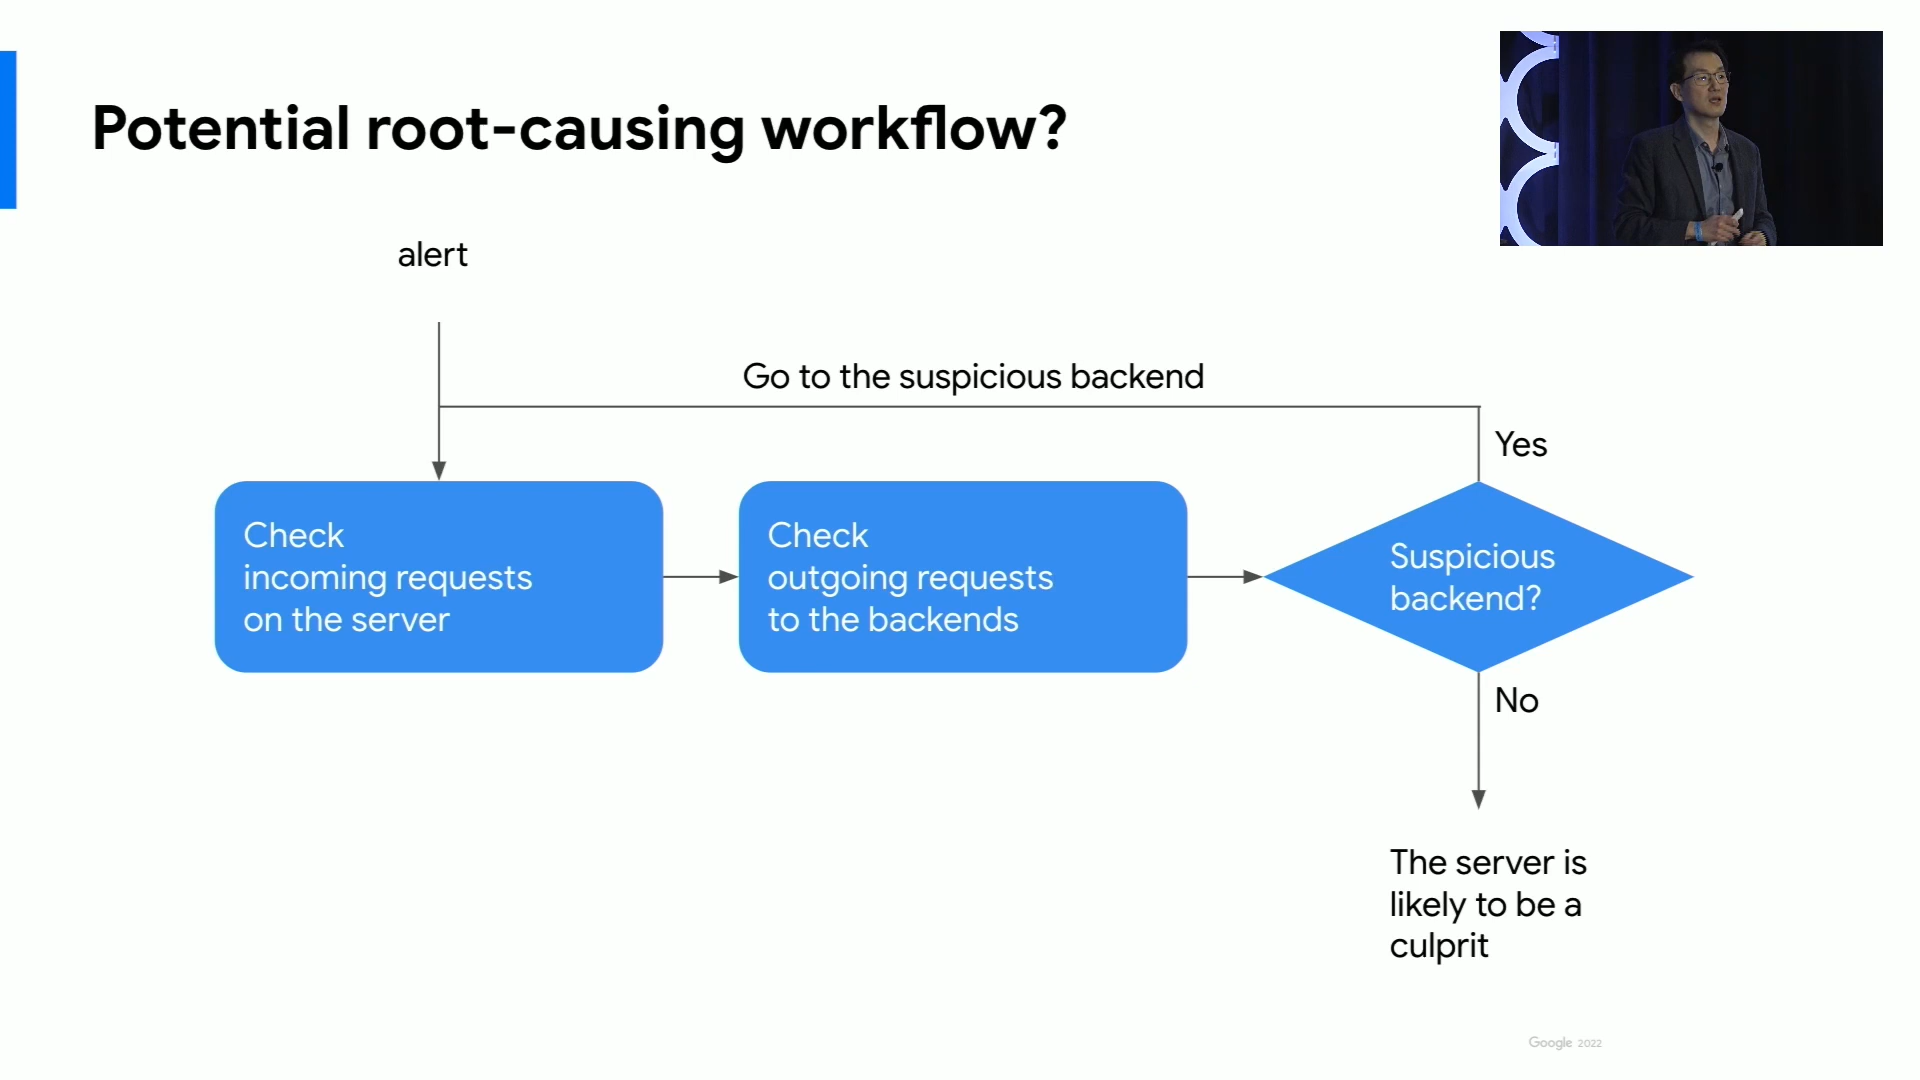 Potential root-causing workflow?
alert
Go to the suspicious backend
Yes
Check
incoming requests
on the server
Check
outgoing requests
to the backends
Suspicious
backend?
No
The server is
likely to be a
culprit
Google 2022